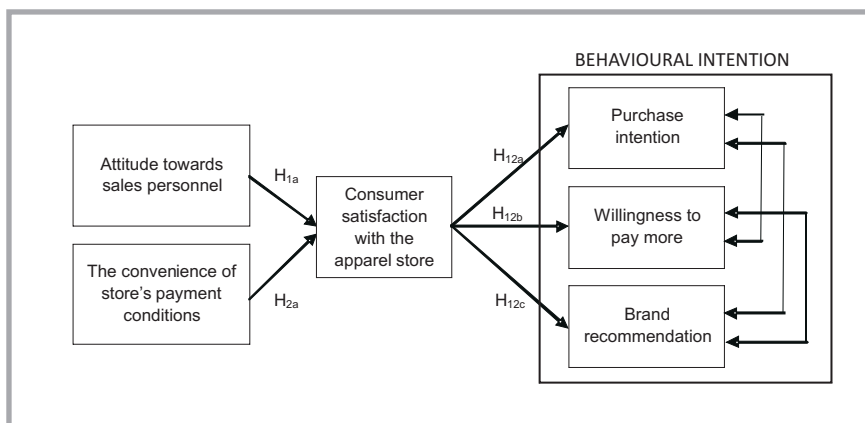 BEHAVIOURAL INTENTION
Attitude towards
sales personnel
The convenience of
store's payment
conditions
H1a
H2a
Consumer
satisfaction
with the
apparel store
H12a
H12b
H12c
Purchase
intention
Willingness to
pay more
Brand
recommendation